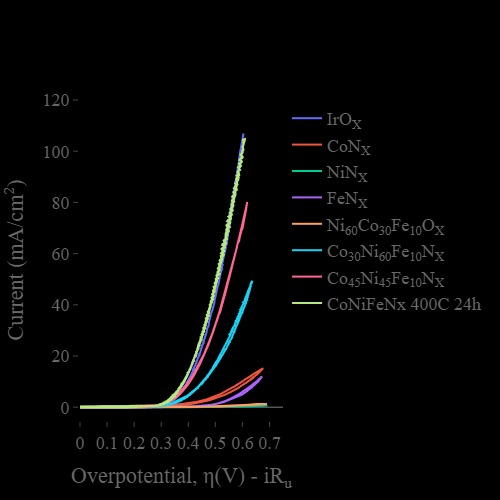 120
100
80
60
40
20
0
Current (mA/cm²)
0 0.1 0.2 0.3 0.4 0.5 0.6 0.7
Overpotential, η(V) - iRᵤ
IrOX
CoNX
NiNX
FeNX
Ni60Co30Fe10OX
Co30Ni60Fe10NX
Co45Ni45Fe10NX
CoNiFeNx 400C 24h